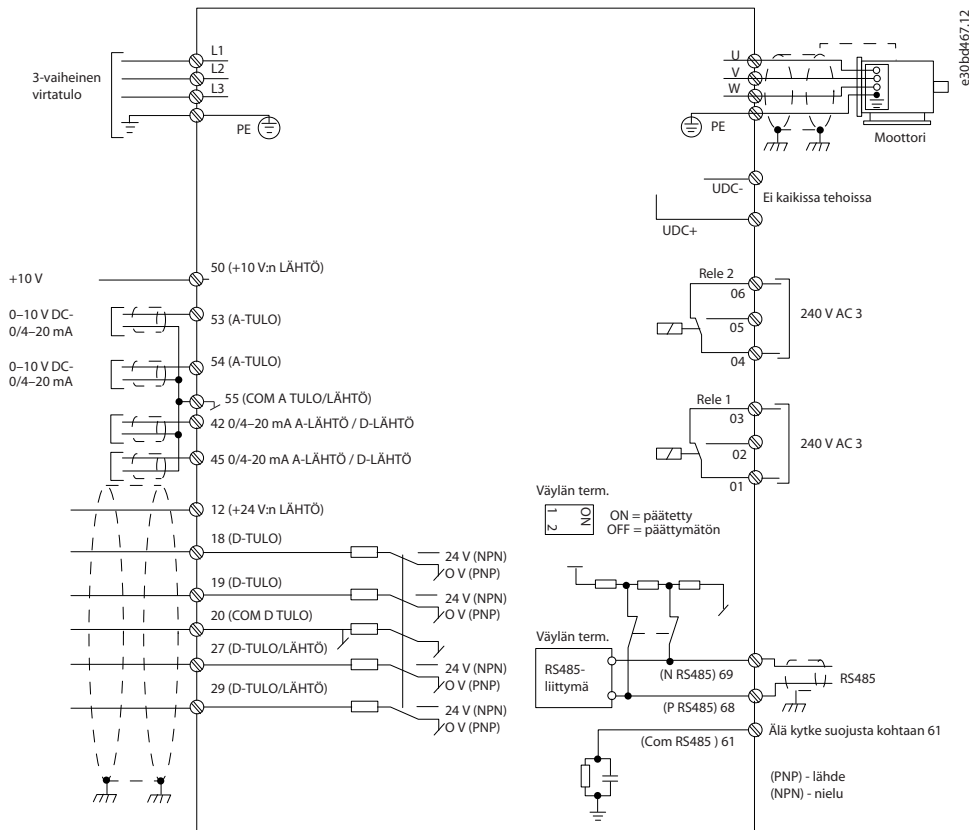 e30bd467.12
3-vaiheinen
virtatulo
L1
L2
L3
PE
U
V
W
PE
Moottori
UDC-
Ei kaikissa tehoissa
UDC+
+10 V
50 (+10 V:n LÄHTÖ)
0–10 V DC-
0/4–20 mA
53 (A-TULO)
0–10 V DC-
0/4–20 mA
54 (A-TULO)
55 (COM A TULO/LÄHTÖ)
42 0/4–20 mA A-LÄHTÖ / D-LÄHTÖ
45 0/4-20 mA A-LÄHTÖ / D-LÄHTÖ
12 (+24 V:n LÄHTÖ)
18 (D-TULO)
24 V (NPN)
O V (PNP)
19 (D-TULO)
24 V (NPN)
O V (PNP)
20 (COM D TULO)
27 (D-TULO/LÄHTÖ)
24 V (NPN)
O V (PNP)
29 (D-TULO/LÄHTÖ)
24 V (NPN)
O V (PNP)
Rele 2
06
05
04
240 V AC 3
Rele 1
03
02
01
240 V AC 3
Väylän term.
1
2
ON
ON = päätetty
OFF = päättymätön
Väylän term.
RS485-
liittymä
(N RS485) 69
RS485
(P RS485) 68
(Com RS485 ) 61
Älä kytke suojusta kohtaan 61
(PNP) - lähde
(NPN) - nielu